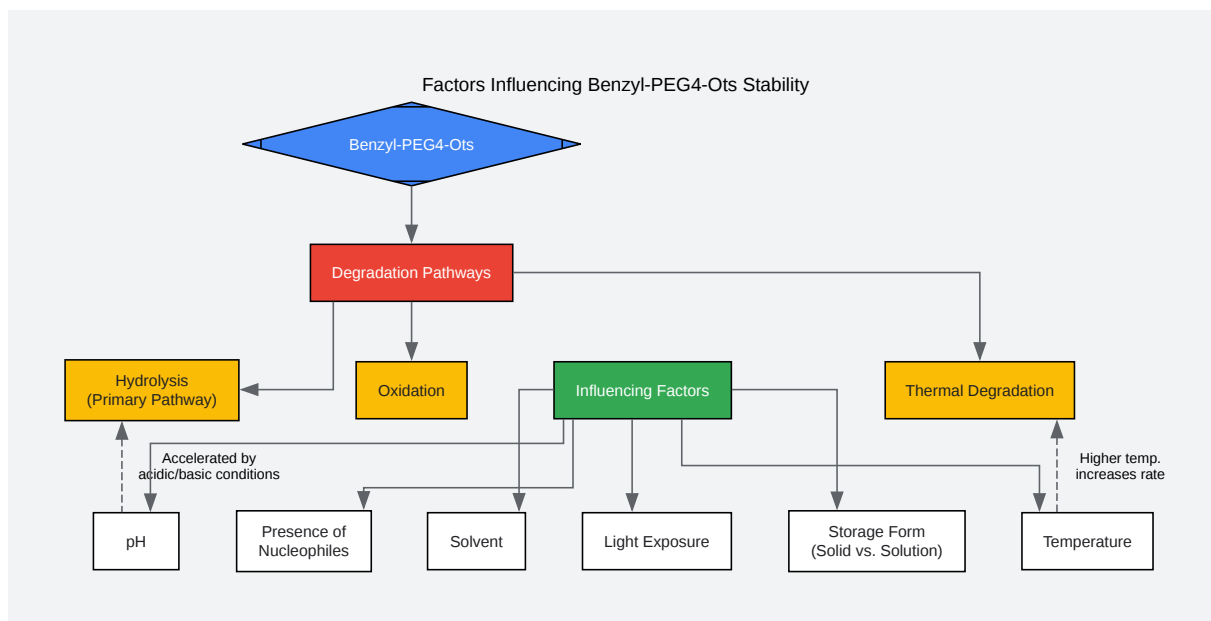 Factors Influencing Benzyl-PEG4-Ots Stability
Benzyl-PEG4-Ots
Degradation Pathways
Hydrolysis
(Primary Pathway)
Oxidation
Influencing Factors
Thermal Degradation
Accelerated by
acidic/basic conditions
Higher temp.
increases rate
pH
Presence of
Nucleophiles
Solvent
Light Exposure
Storage Form
(Solid vs. Solution)
Temperature